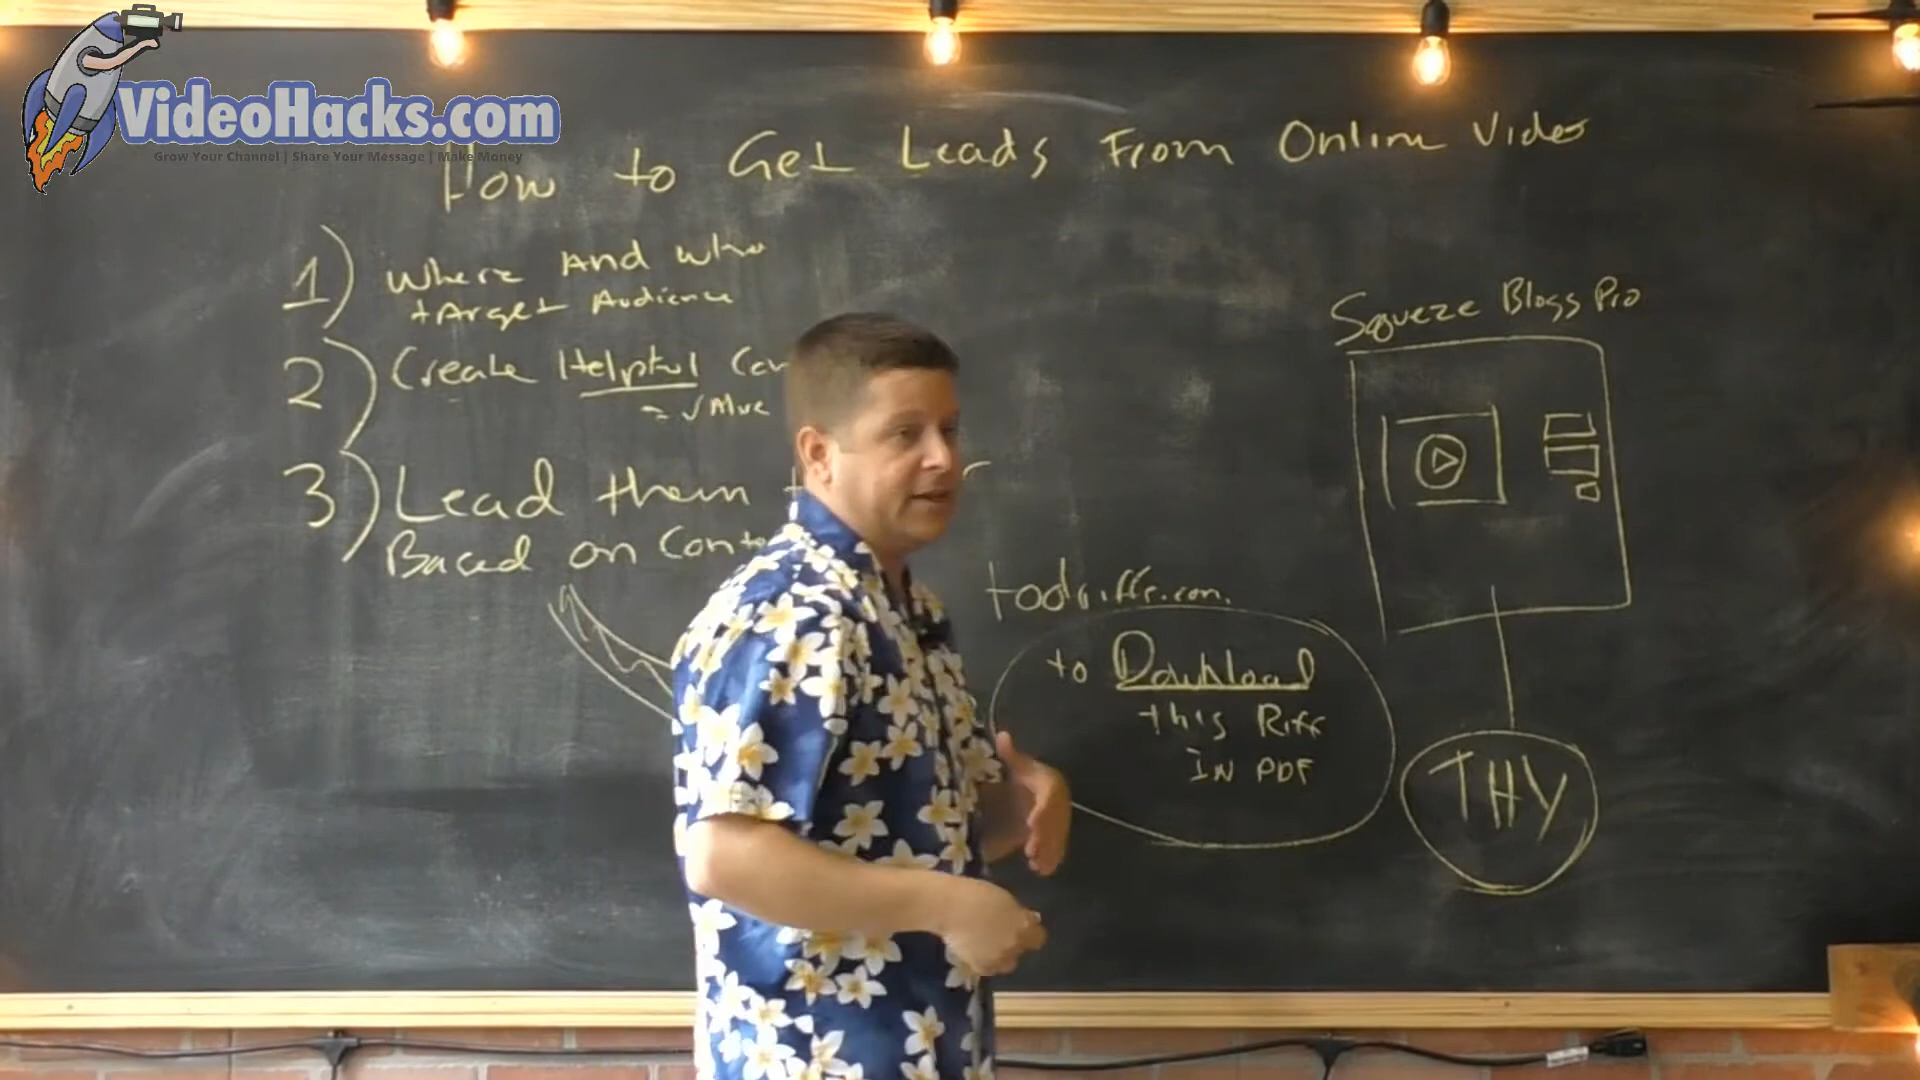 VideoHacks.com
Grow Your Channel | Share Your Message | Make Money
How to Get Leads From Online Video
1) Where And who
target Audience
2) Create Helpful
= value
3) Lead them
Based on
Squeeze Blogs Pro
to Download
this Riff
IN PDF
THY